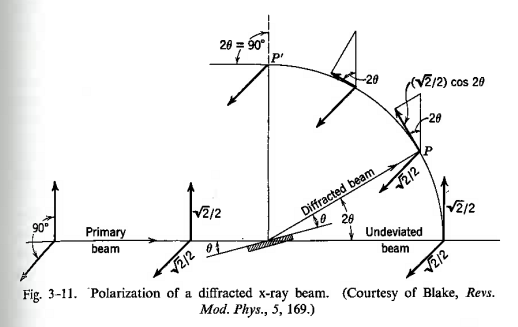 2θ = 90°
P'
2θ
(√2/2) cos 2θ
2θ
P
√2/2
Diffracted beam
√2/2
√2/2
90°
Primary
beam
θ
θ
2θ
Undeviated
beam
√2/2
√2/2
Fig. 3-11. Polarization of a diffracted x-ray beam. (Courtesy of Blake, Revs.
Mod. Phys., 5, 169.)